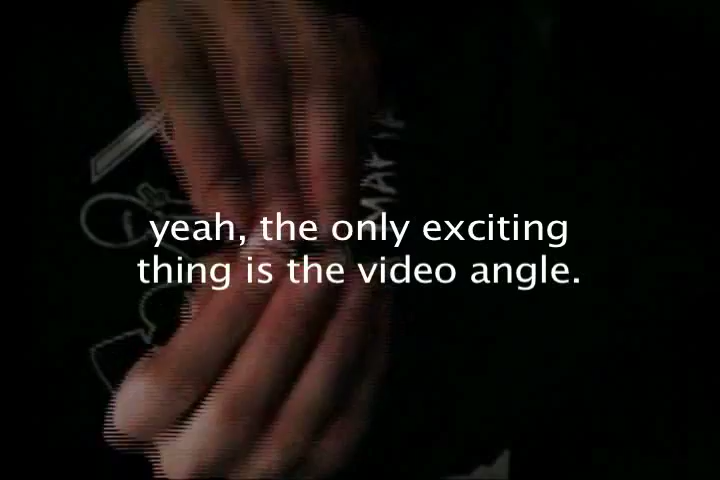 yeah, the only exciting
thing is the video angle.